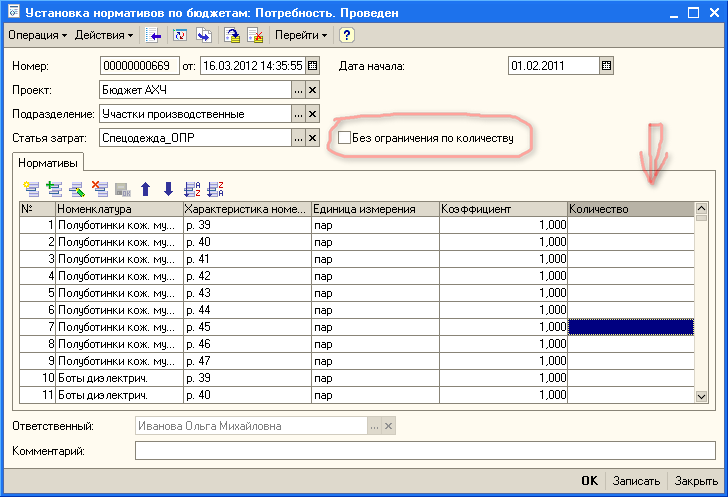 Установка нормативов по бюджетам: Потребность. Проведен
Операция Действия Перейти ?
Номер: 00000000669 от: 16.03.2012 14:35:55 Дата начала: 01.02.2011
Проект: Бюджет АХЧ ... ×
Подразделение: Участки производственные ... ×
Статья затрат: Спецодежда_ОПР ... × Без ограничения по количеству
Нормативы
№ Номенклатура Характеристика номе... Единица измерения Коэффициент Количество
1 Полуботинки кож. му... р. 39 пар 1,000
2 Полуботинки кож. му... р. 40 пар 1,000
3 Полуботинки кож. му... р. 41 пар 1,000
4 Полуботинки кож. му... р. 42 пар 1,000
5 Полуботинки кож. му... р. 43 пар 1,000
6 Полуботинки кож. му... р. 44 пар 1,000
7 Полуботинки кож. му... р. 45 пар 1,000
8 Полуботинки кож. му... р. 46 пар 1,000
9 Полуботинки кож. му... р. 47 пар 1,000
10 Боты диэлектрич. р. 39 пар 1,000
11 Боты диэлектрич. р. 40 пар 1,000
Ответственный: Иванова Ольга Михайловна ... ×
Комментарий:
OK Записать Закрыть